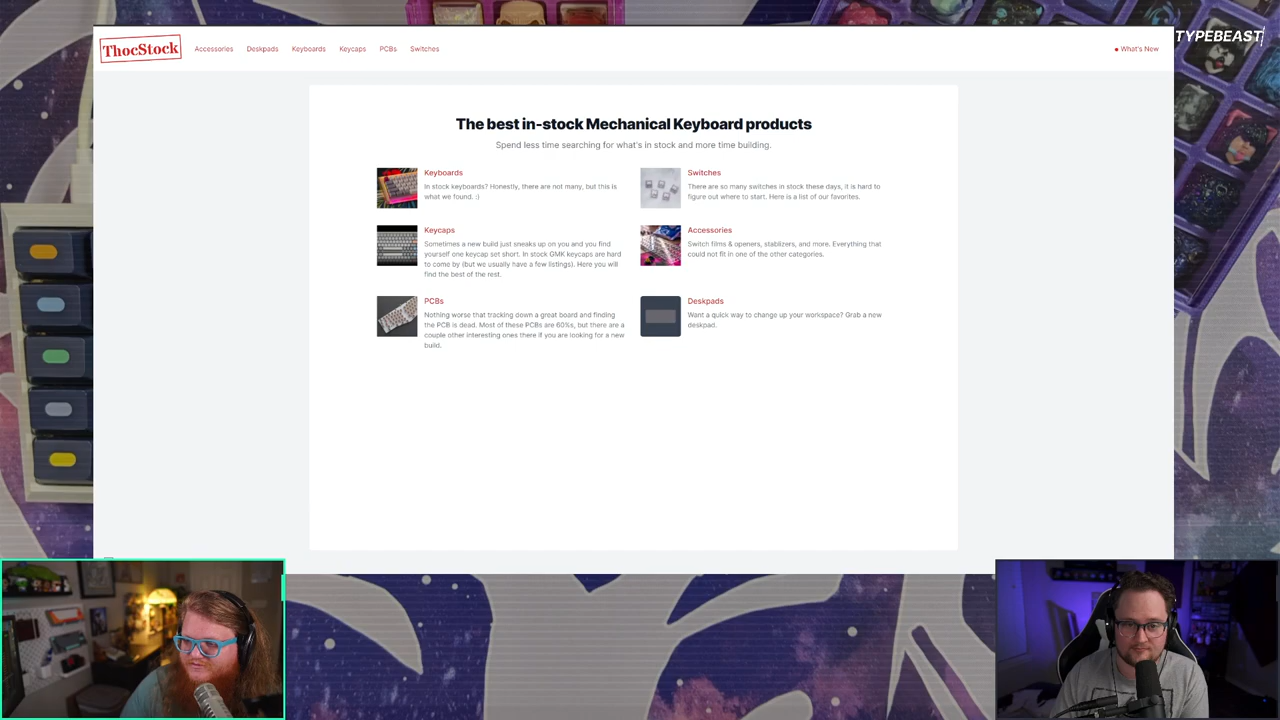 TYPEBEAST
ThocStock
Accessories Deskpads Keyboards Keycaps PCBs Switches
What's New
The best in-stock Mechanical Keyboard products
Spend less time searching for what's in stock and more time building.
Keyboards
In stock keyboards? Honestly, there are not many, but this is
what we found. :)
Switches
There are so many switches in stock these days, it is hard to
figure out where to start. Here is a list of our favorites.
Keycaps
Sometimes a new build just sneaks up on you and you find
yourself one keycap set short. In stock GMK keycaps are hard
to come by (but we usually have a few listings). Here you will
find the best of the rest.
Accessories
Switch films & openers, stablizers, and more. Everything that
could not fit in one of the other categories.
PCBs
Nothing worse that tracking down a great board and finding
the PCB is dead. Most of these PCBs are 60%s, but there are a
couple other interesting ones there if you are looking for a new
build.
Deskpads
Want a quick way to change up your workspace? Grab a new
deskpad.